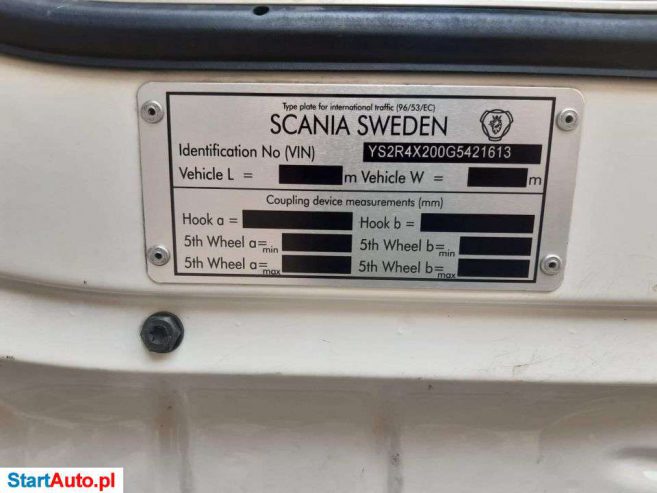 Type plate for international traffic (96/53/EC)
SCANIA SWEDEN
Identification No (VIN) YS2R4X200G5421613
Vehicle L = m Vehicle W = m
Coupling device measurements (mm)
Hook a = Hook b =
5th Wheel a=min 5th Wheel b=min
5th Wheel a=max 5th Wheel b=max
StartAuto.pl